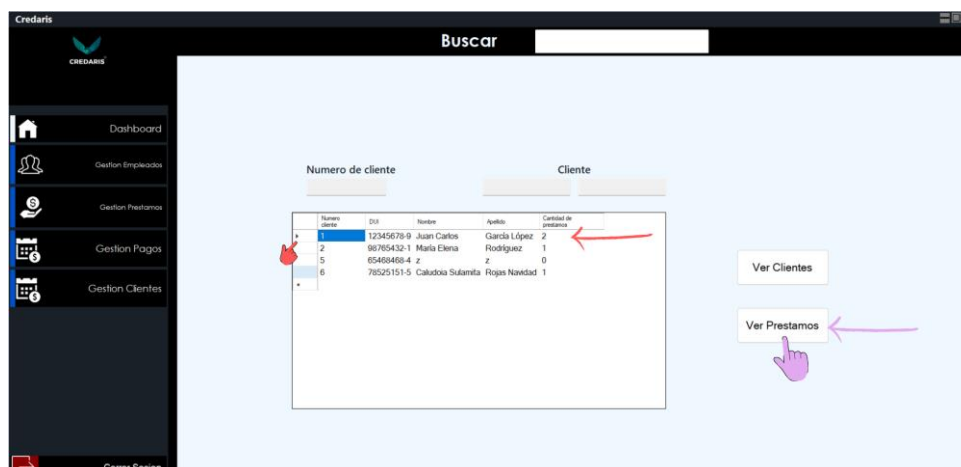 Credaris
Buscar
CREDARIS
Dashboard
Gestion Empleados
Gestion Prestamos
Gestion Pagos
Gestion Clientes
Numero de cliente Cliente
Numero cliente DUI Nombre Apellido Cantidad de prestamos
1 12345678-9 Juan Carlos García López 2
2 98765432-1 María Elena Rodríguez 1
5 65468468-4 z z 0
6 78525151-5 Caludoia Sulamita Rojas Navidad 1
Ver Clientes
Ver Prestamos
Cerrar Sesion